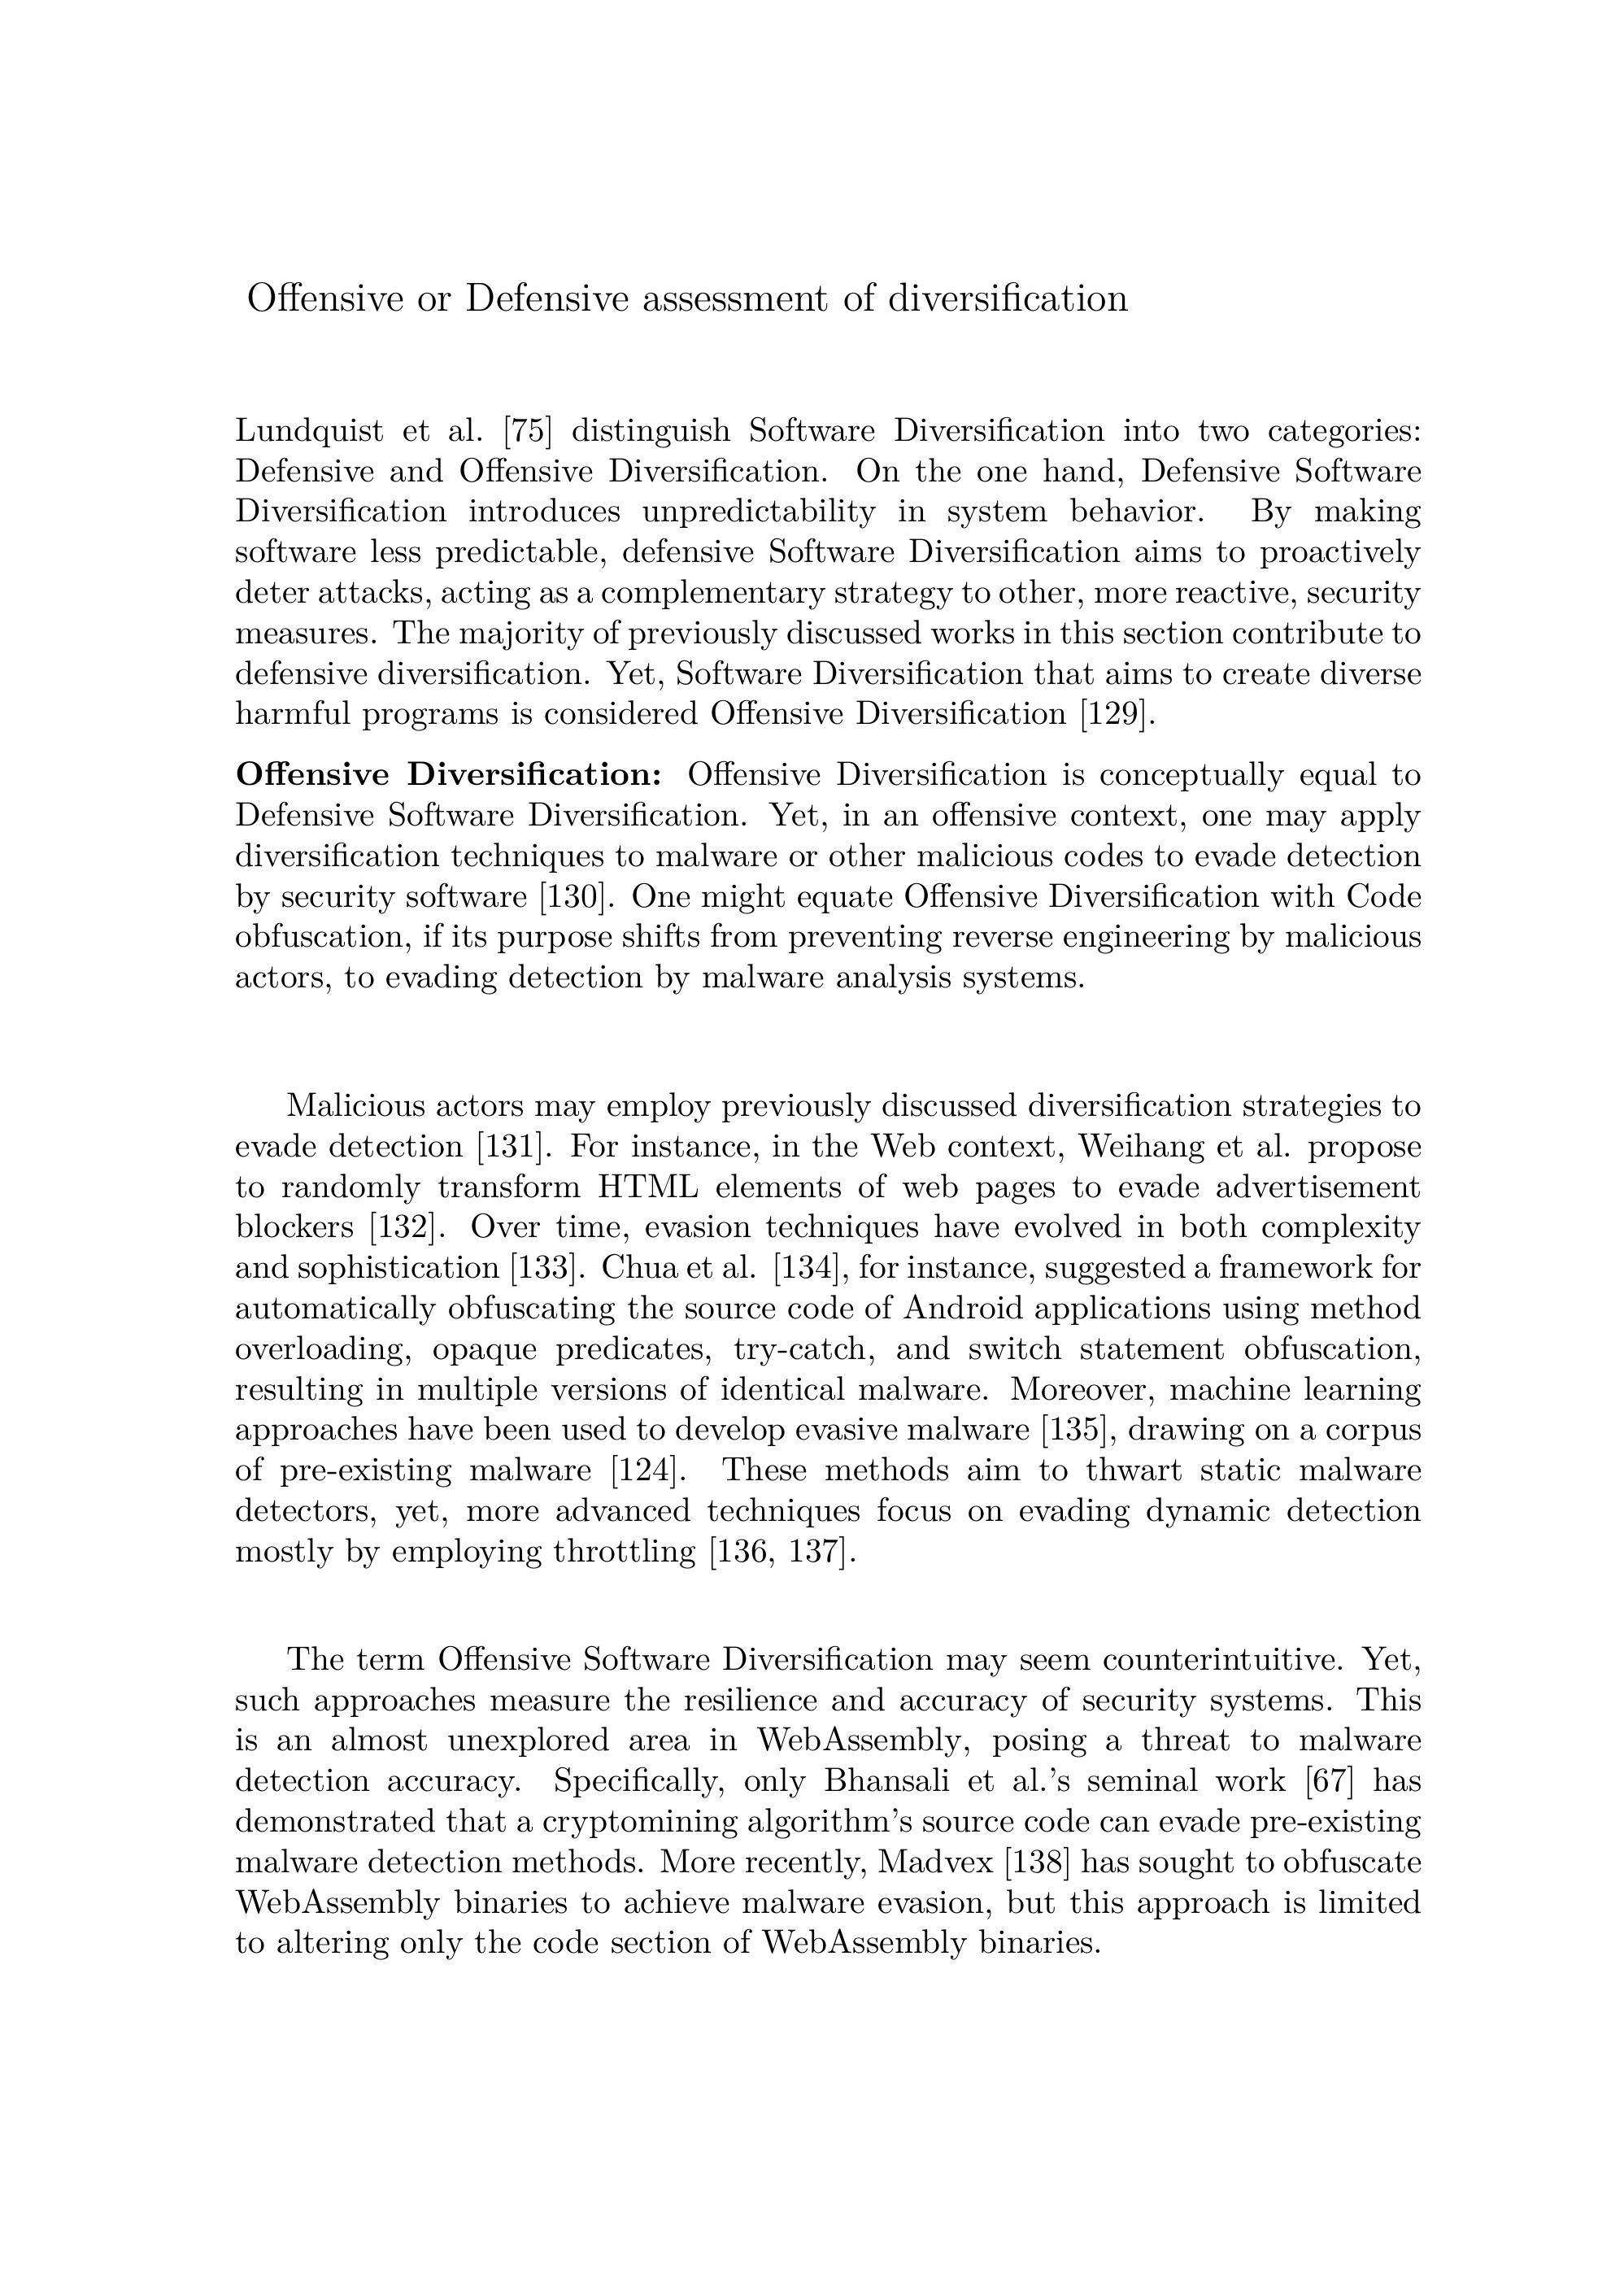 Offensive or Defensive assessment of diversification
Lundquist et al. [75] distinguish Software Diversification into two categories:
Defensive and Offensive Diversification. On the one hand, Defensive Software
Diversification introduces unpredictability in system behavior. By making
software less predictable, defensive Software Diversification aims to proactively
deter attacks, acting as a complementary strategy to other, more reactive, security
measures. The majority of previously discussed works in this section contribute to
defensive diversification. Yet, Software Diversification that aims to create diverse
harmful programs is considered Offensive Diversification [129].
Offensive Diversification: Offensive Diversification is conceptually equal to
Defensive Software Diversification. Yet, in an offensive context, one may apply
diversification techniques to malware or other malicious codes to evade detection
by security software [130]. One might equate Offensive Diversification with Code
obfuscation, if its purpose shifts from preventing reverse engineering by malicious
actors, to evading detection by malware analysis systems.
Malicious actors may employ previously discussed diversification strategies to
evade detection [131]. For instance, in the Web context, Weihang et al. propose
to randomly transform HTML elements of web pages to evade advertisement
blockers [132]. Over time, evasion techniques have evolved in both complexity
and sophistication [133]. Chua et al. [134], for instance, suggested a framework for
automatically obfuscating the source code of Android applications using method
overloading, opaque predicates, try-catch, and switch statement obfuscation,
resulting in multiple versions of identical malware. Moreover, machine learning
approaches have been used to develop evasive malware [135], drawing on a corpus
of pre-existing malware [124]. These methods aim to thwart static malware
detectors, yet, more advanced techniques focus on evading dynamic detection
mostly by employing throttling [136, 137].
The term Offensive Software Diversification may seem counterintuitive. Yet,
such approaches measure the resilience and accuracy of security systems. This
is an almost unexplored area in WebAssembly, posing a threat to malware
detection accuracy. Specifically, only Bhansali et al.'s seminal work [67] has
demonstrated that a cryptomining algorithm's source code can evade pre-existing
malware detection methods. More recently, Madvex [138] has sought to obfuscate
WebAssembly binaries to achieve malware evasion, but this approach is limited
to altering only the code section of WebAssembly binaries.